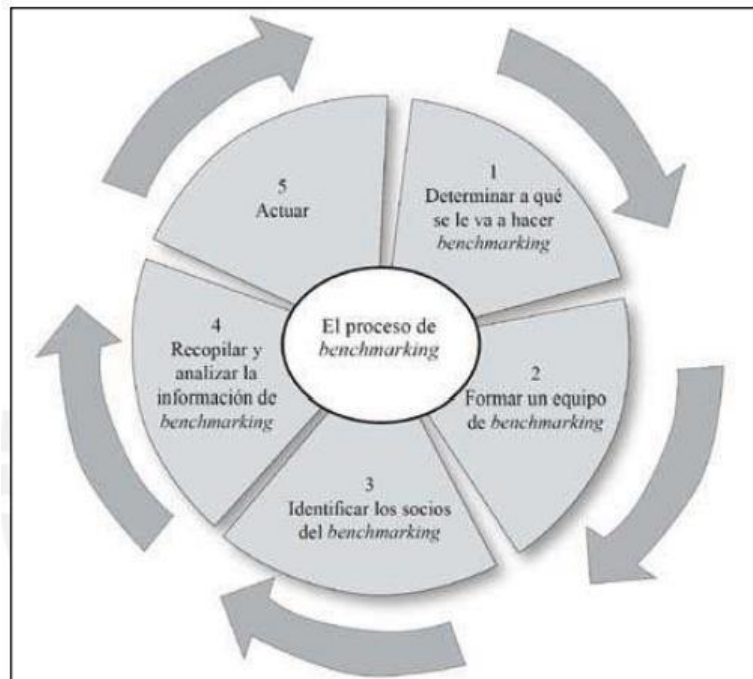 1
Determinar a qué
se le va a hacer
benchmarking
2
Formar un equipo
de benchmarking
3
Identificar los socios
del benchmarking
4
Recopilar y
analizar la
información de
benchmarking
5
Actuar
El proceso de
benchmarking